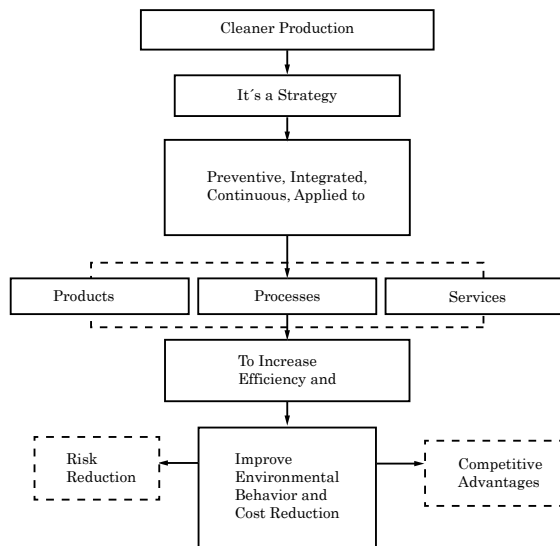 Cleaner Production
It´s a Strategy
Preventive, Integrated,
Continuous, Applied to
Products
Processes
Services
To Increase
Efficiency and
Risk
Reduction
Improve
Environmental
Behavior and
Cost Reduction
Competitive
Advantages